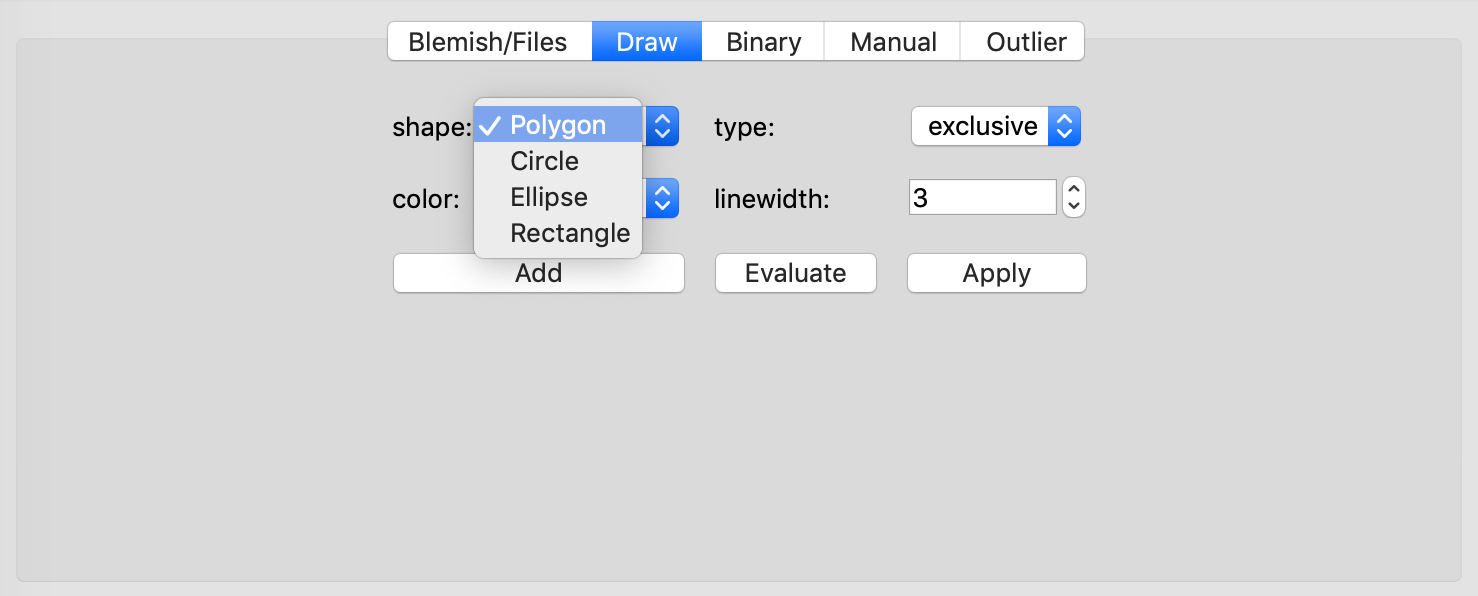 Blemish/Files Draw Binary Manual Outlier
shape: Polygon type: exclusive
Circle
color: Ellipse linewidth: 3
Rectangle
Add Evaluate Apply